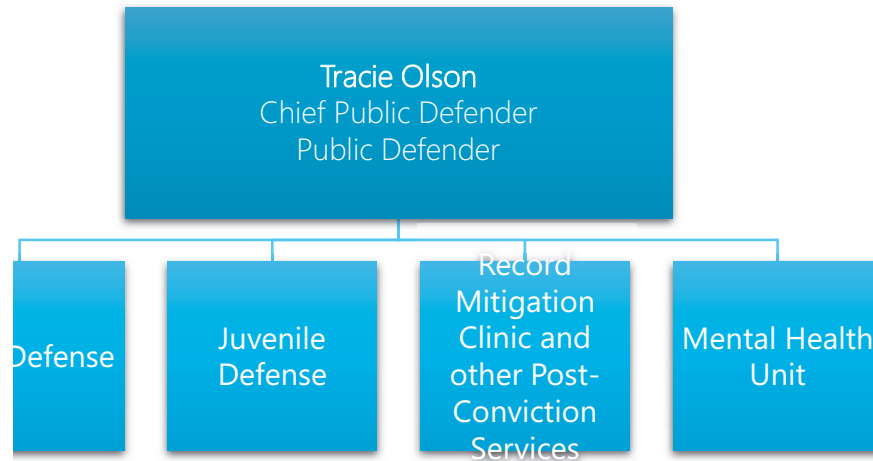 Tracie Olson
Chief Public Defender
Public Defender
Defense
Juvenile
Defense
Record
Mitigation
Clinic and
other Post-
Conviction
Services
Mental Health
Unit